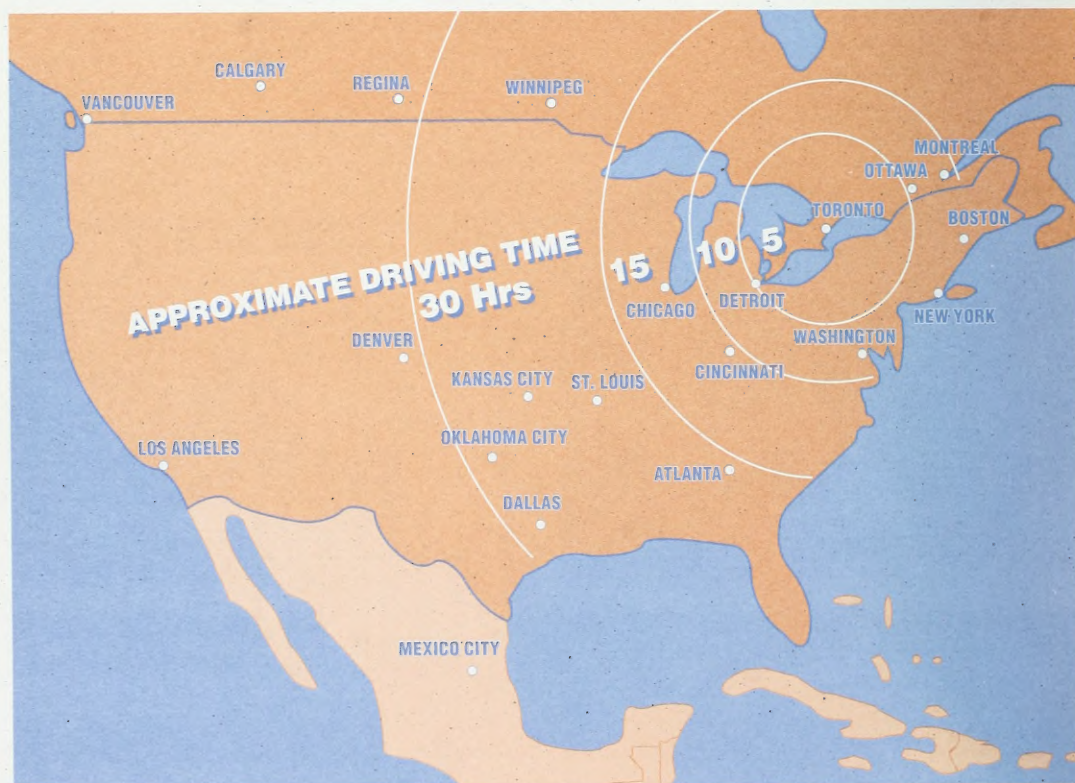 CALGARY
REGINA
WINNIPEG
VANCOUVER
MONTREAL
OTTAWA
TORONTO
BOSTON
APPROXIMATE DRIVING TIME
30 Hrs
15
10
5
CHICAGO
DETROIT
NEW YORK
WASHINGTON
DENVER
CINCINNATI
KANSAS CITY
ST. LOUIS
OKLAHOMA CITY
LOS ANGELES
ATLANTA
DALLAS
MEXICO CITY